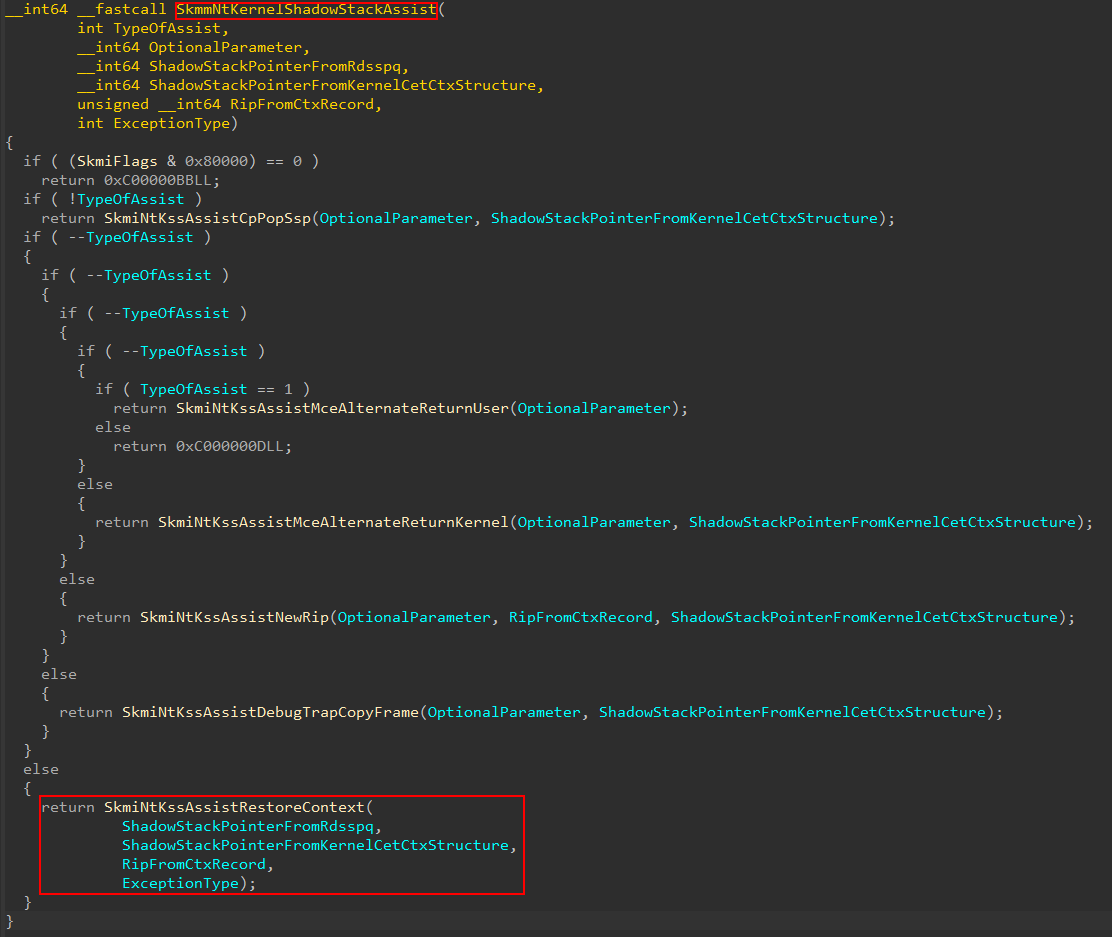 __int64 __fastcall SkmmNtKernelShadowStackAssist(
        int TypeOfAssist,
        __int64 OptionalParameter,
        __int64 ShadowStackPointerFromRdsspq,
        __int64 ShadowStackPointerFromKernelCetCtxStructure,
        unsigned __int64 RipFromCtxRecord,
        int ExceptionType)
{
  if ( (SkmiFlags & 0x80000) == 0 )
    return 0xC00000BBLL;
  if ( !TypeOfAssist )
    return SkmiNtKssAssistCpPopSsp(OptionalParameter, ShadowStackPointerFromKernelCetCtxStructure);
  if ( --TypeOfAssist )
  {
    if ( --TypeOfAssist )
    {
      if ( --TypeOfAssist )
      {
        if ( --TypeOfAssist )
        {
          if ( TypeOfAssist == 1 )
            return SkmiNtKssAssistMceAlternateReturnUser(OptionalParameter);
          else
            return 0xC000000DLL;
        }
        else
        {
          return SkmiNtKssAssistMceAlternateReturnKernel(OptionalParameter, ShadowStackPointerFromKernelCetCtxStructure);
        }
      }
      else
      {
        return SkmiNtKssAssistNewRip(OptionalParameter, RipFromCtxRecord, ShadowStackPointerFromKernelCetCtxStructure);
      }
    }
    else
    {
      return SkmiNtKssAssistDebugTrapCopyFrame(OptionalParameter, ShadowStackPointerFromKernelCetCtxStructure);
    }
  }
  else
  {
    return SkmiNtKssAssistRestoreContext(
             ShadowStackPointerFromRdsspq,
             ShadowStackPointerFromKernelCetCtxStructure,
             RipFromCtxRecord,
             ExceptionType);
  }
}